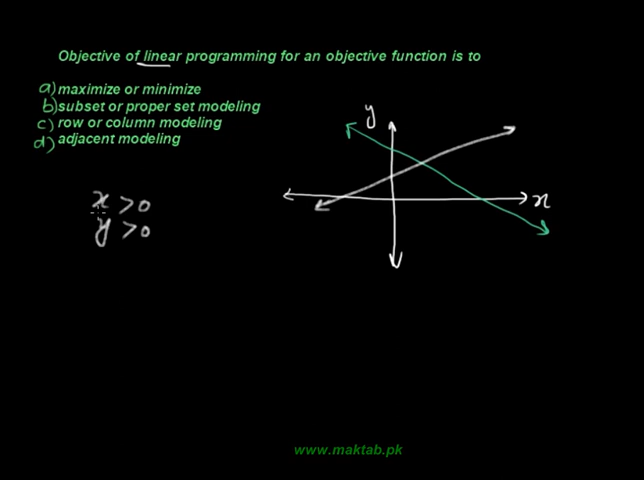 Objective of linear programming for an objective function is to
a) maximize or minimize
b) subset or proper set modeling
c) row or column modeling
d) adjacent modeling
y
x
x > 0
y > 0
www.maktab.pk